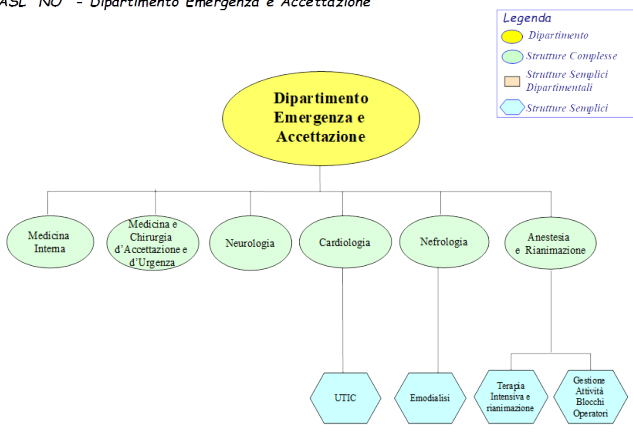 ASL "NO" - Dipartimento Emergenza e Accettazione
Legenda
Dipartimento
Strutture Complesse
Strutture Semplici
Dipartimentali
Strutture Semplici
Dipartimento
Emergenza e
Accettazione
Medicina
Interna
Medicina e
Chirurgia
d'Accettazione e
d'Urgenza
Neurologia
Cardiologia
Nefrologia
Anestesia
e Rianimazione
UTIC
Emodialisi
Terapia
Intensiva e
rianimazione
Gestione
Attività
Blocchi
Operatori